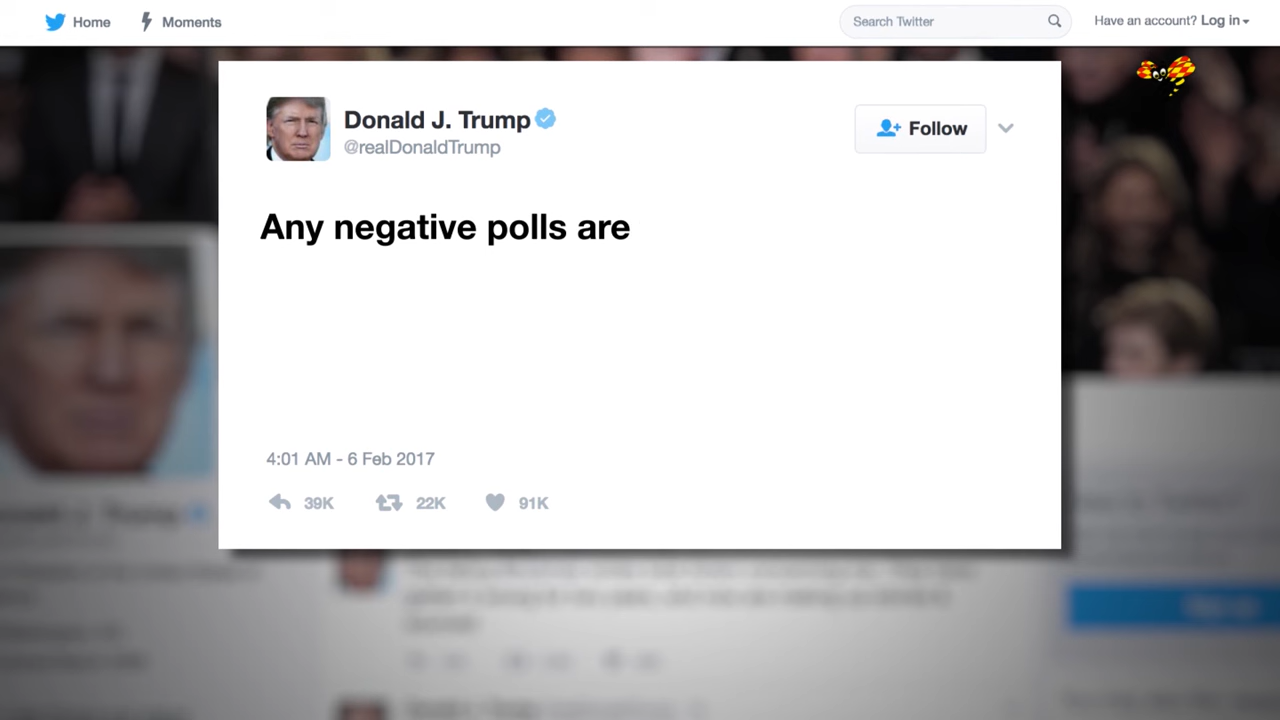 Home Moments Search Twitter Have an account? Log in
Donald J. Trump
@realDonaldTrump
Follow
Any negative polls are
4:01 AM - 6 Feb 2017
39K 22K 91K